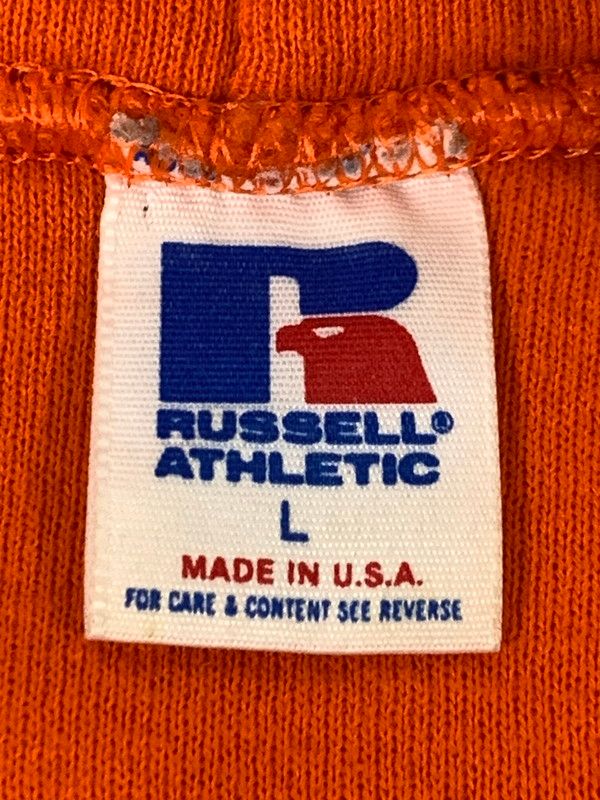 RUSSELL®
ATHLETIC
L
MADE IN U.S.A.
FOR CARE & CONTENT SEE REVERSE